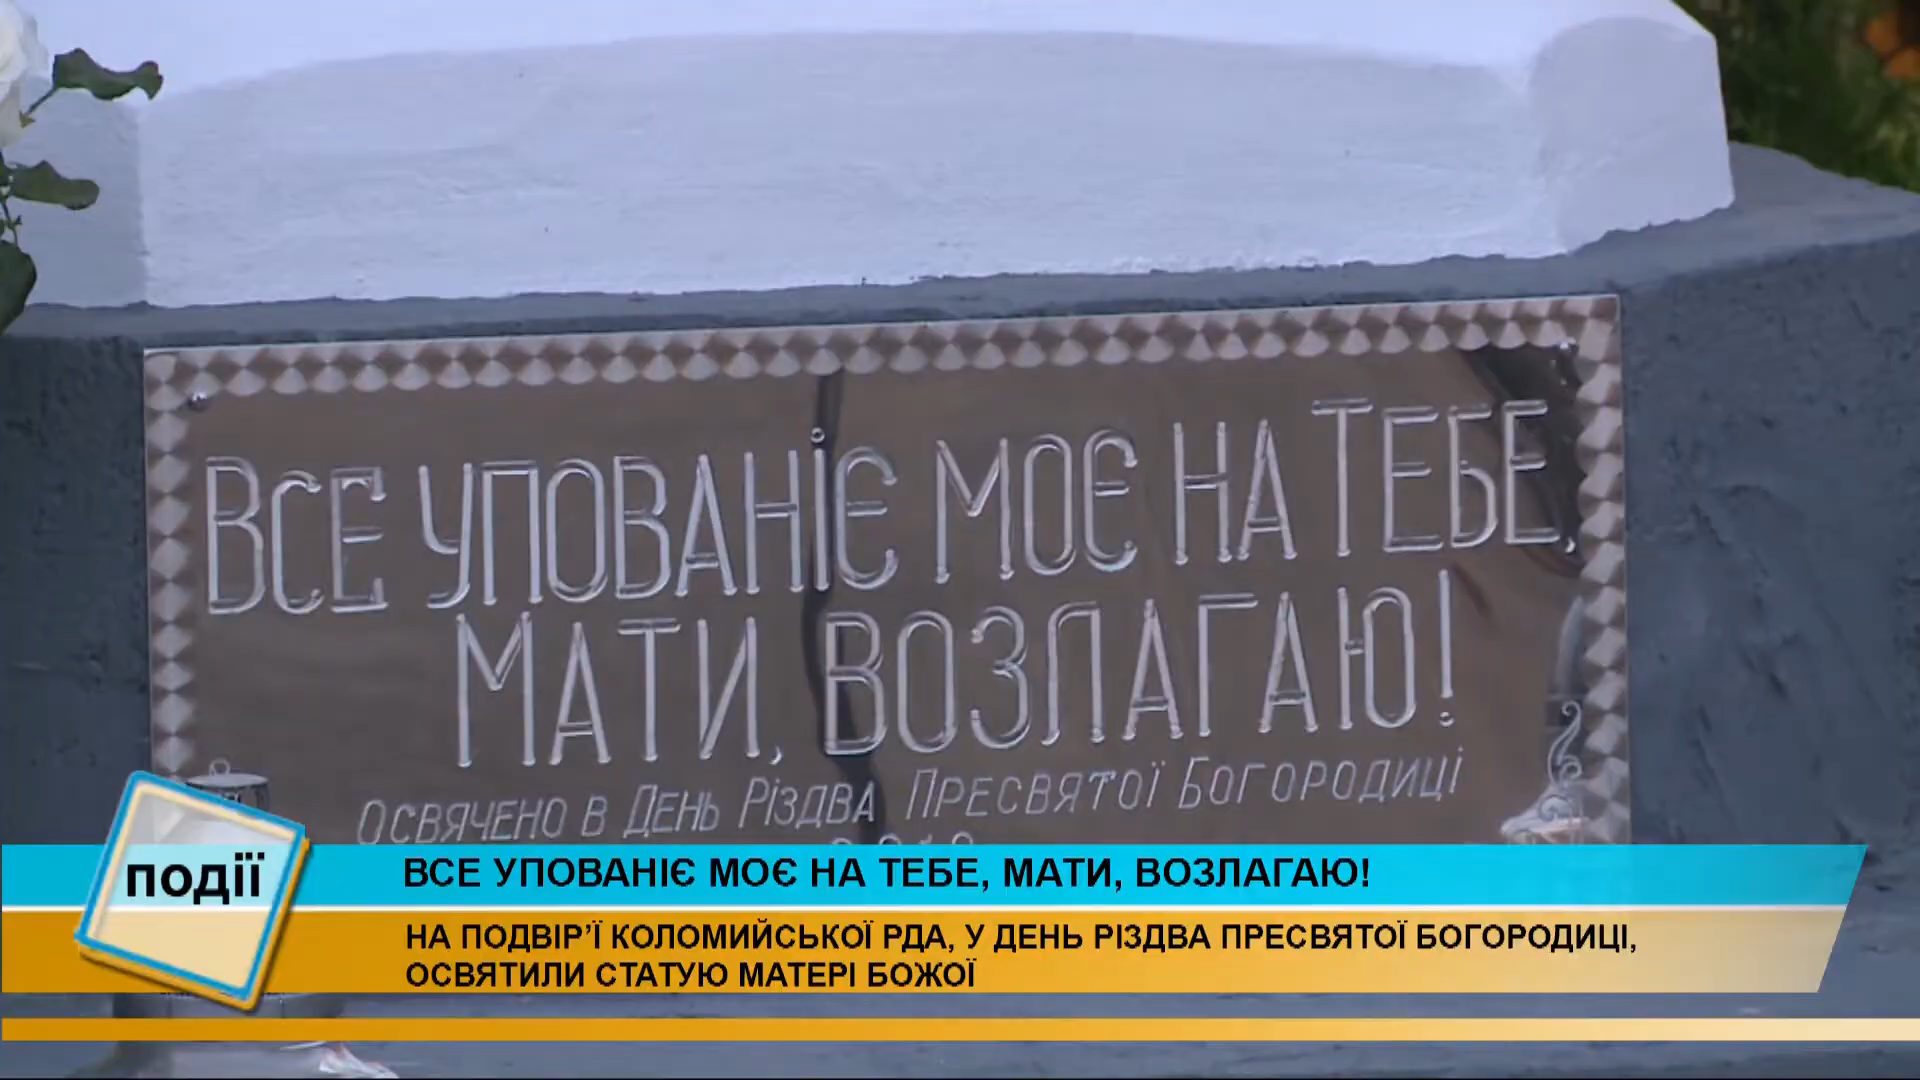 ВСЕ УПОВАНІЄ МОЄ НА ТЕБЕ,
МАТИ, ВОЗЛАГАЮ!
ОСВЯЧЕНО В ДЕНЬ РІЗДВА ПРЕСВЯТОЇ БОГОРОДИЦІ
події
ВСЕ УПОВАНІЄ МОЄ НА ТЕБЕ, МАТИ, ВОЗЛАГАЮ!
НА ПОДВІР’Ї КОЛОМИЙСЬКОЇ РДА, У ДЕНЬ РІЗДВА ПРЕСВЯТОЇ БОГОРОДИЦІ,
ОСВЯТИЛИ СТАТУЮ МАТЕРІ БОЖОЇ